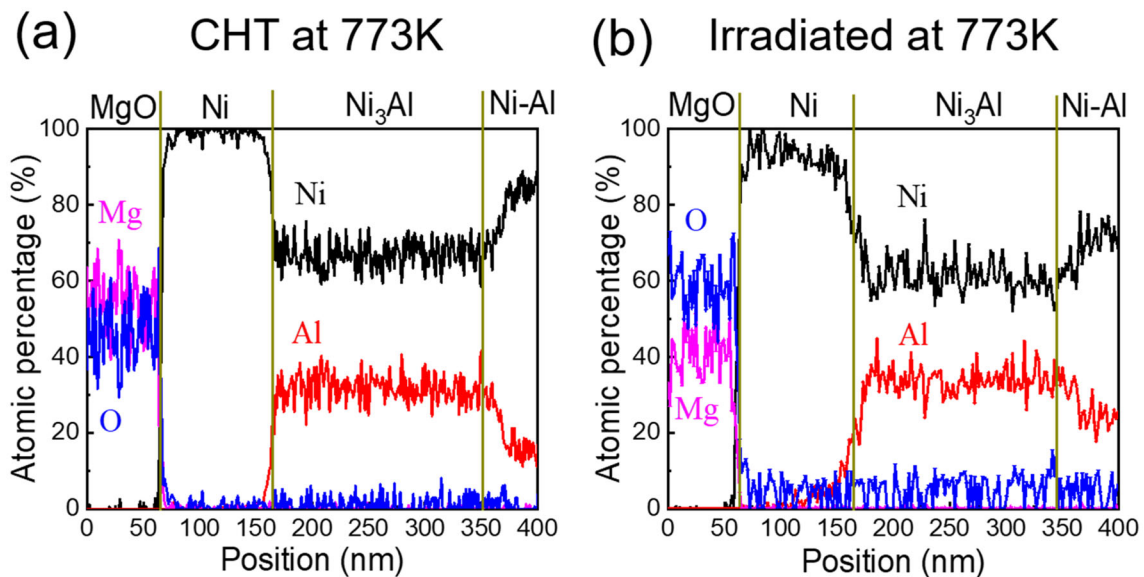 (a) CHT at 773K
MgO Ni Ni₃Al Ni-Al
100
80
60
40
20
0
Atomic percentage (%)
Mg
O
Ni
Al
0 50 100 150 200 250 300 350 400
Position (nm)
(b) Irradiated at 773K
MgO Ni Ni₃Al Ni-Al
100
80
60
40
20
0
Atomic percentage (%)
O
Mg
Ni
Al
0 50 100 150 200 250 300 350 400
Position (nm)